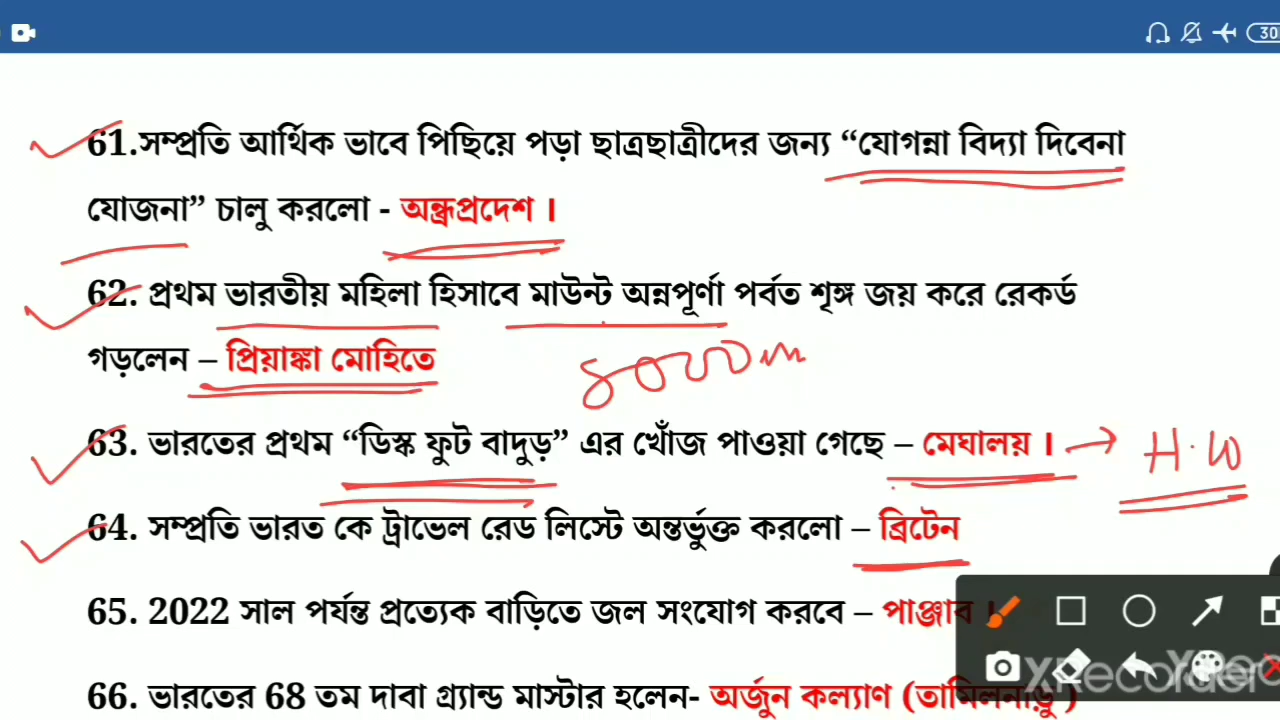 30
61.সম্প্রতি আর্থিক ভাবে পিছিয়ে পড়া ছাত্রছাত্রীদের জন্য “যোগন্না বিদ্যা দিবেনা
যোজনা” চালু করলো - অন্ধ্রপ্রদেশ ।
62. প্রথম ভারতীয় মহিলা হিসাবে মাউন্ট অন্নপূর্ণা পর্বত শৃঙ্গ জয় করে রেকর্ড
গড়লেন – প্রিয়াঙ্কা মোহিতে
8000m
63. ভারতের প্রথম “ডিস্ক ফুট বাদুড়” এর খোঁজ পাওয়া গেছে – মেঘালয় । → H.W
64. সম্প্রতি ভারত কে ট্রাভেল রেড লিস্টে অন্তর্ভুক্ত করলো – ব্রিটেন
65. 2022 সাল পর্যন্ত প্রত্যেক বাড়িতে জল সংযোগ করবে – পাঞ্জাব ।
66. ভারতের 68 তম দাবা গ্র্যান্ড মাস্টার হলেন- অর্জুন কল্যাণ (তামিলনাড়ু )
XRecorder